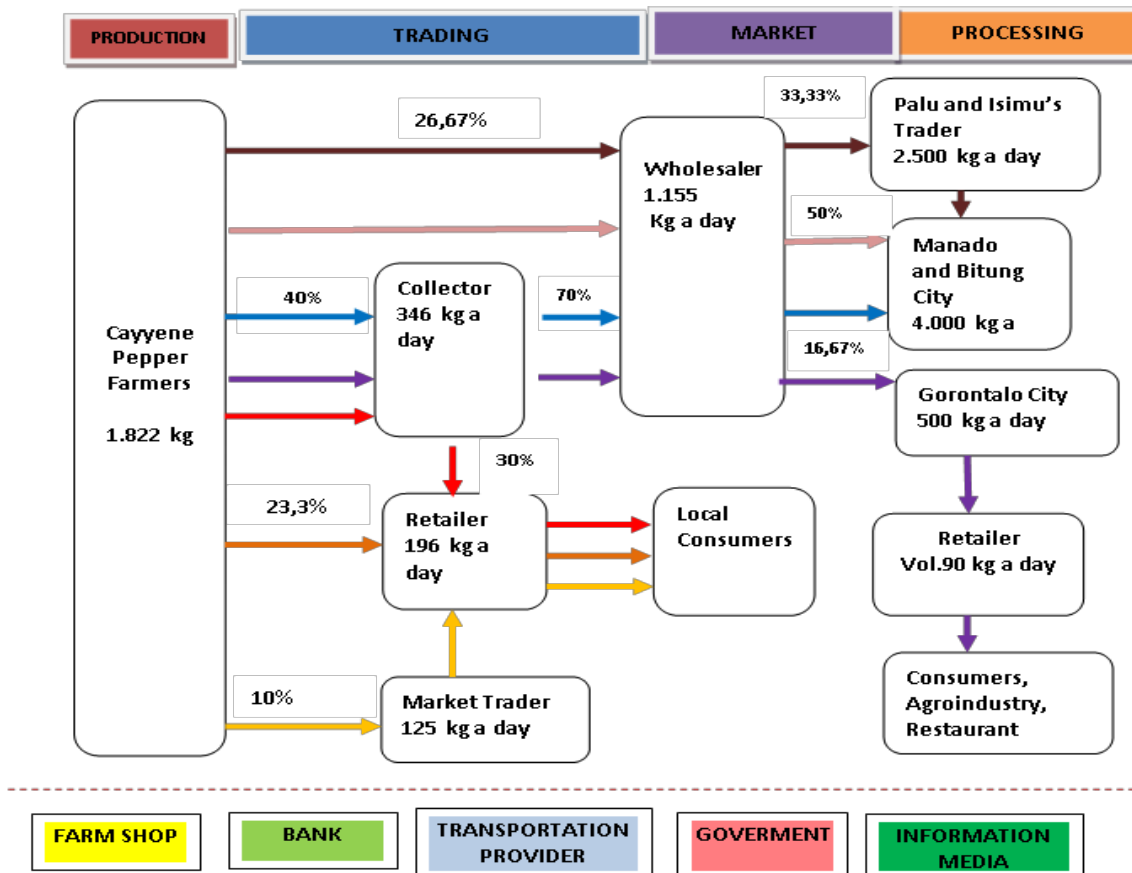 PRODUCTION
TRADING
MARKET
PROCESSING
26,67%
33,33%
Palu and Isimu's
Trader
2.500 kg a day
Wholesaler
1.155
Kg a day
50%
Manado
and Bitung
City
4.000 kg a
40%
Collector
346 kg a
day
70%
Cayyene
Pepper
Farmers
1.822 kg
16,67%
Gorontalo City
500 kg a day
30%
23,3%
Retailer
196 kg a
day
Local
Consumers
Retailer
Vol.90 kg a day
10%
Market Trader
125 kg a day
Consumers,
Agroindustry,
Restaurant
FARM SHOP
BANK
TRANSPORTATION
PROVIDER
GOVERMENT
INFORMATION
MEDIA